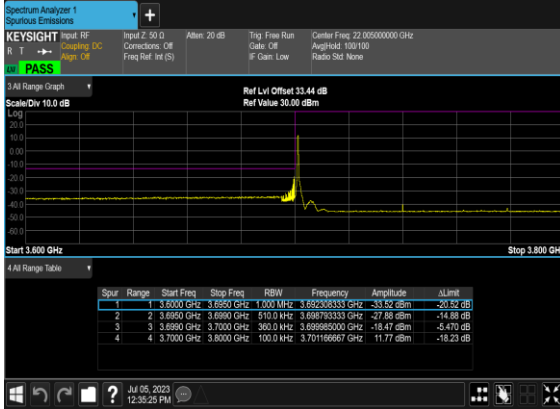 Spectrum Analyzer 1
Spurious Emissions
+
KEYSIGHT Input: RF Input Z: 50 Ω Atten: 20 dB Trig: Free Run Center Freq: 22.005000000 GHz
R T Coupling: DC Corrections: Off Gate: Off Avg|Hold: 100/100
Align: Off Freq Ref: Int (S) IF Gain: Low Radio Std: None
PASS
3 All Range Graph
Ref Lvl Offset 33.44 dB
Scale/Div 10.0 dB Ref Value 30.00 dBm
Log
20.0
10.0
0.00
-10.0
-20.0
-30.0
-40.0
-50.0
-60.0
Start 3.600 GHz Stop 3.800 GH
4 All Range Table
Spur Range Start Freq Stop Freq RBW Frequency Amplitude ΔLimit
1 1 3.6000 GHz 3.6950 GHz 1.000 MHz 3.692308333 GHz -33.52 dBm -20.52 dB
2 2 3.6950 GHz 3.6990 GHz 510.0 kHz 3.698793333 GHz -27.88 dBm -14.88 dB
3 3 3.6990 GHz 3.7000 GHz 360.0 kHz 3.699985000 GHz -18.47 dBm -5.470 dB
4 4 3.7000 GHz 3.8000 GHz 100.0 kHz 3.701166667 GHz 11.77 dBm -18.23 dB
? Jul 05, 2023
12:35:25 PM